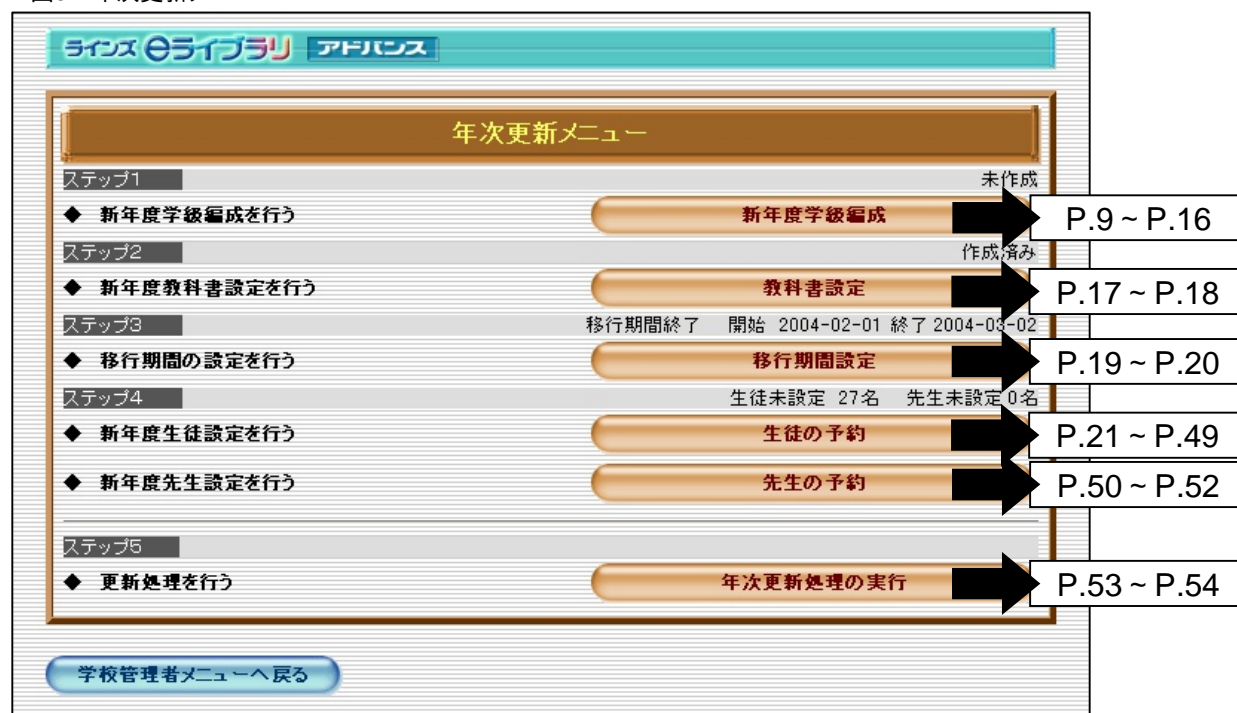 ラインズeライブラリ アドバンス
年次更新メニュー
ステップ1 未作成
◆ 新年度学級編成を行う 新年度学級編成 P.9 ~ P.16
ステップ2 作成済み
◆ 新年度教科書設定を行う 教科書設定 P.17 ~ P.18
ステップ3 移行期間終了 開始 2004-02-01 終了 2004-03-02
◆ 移行期間の設定を行う 移行期間設定 P.19 ~ P.20
ステップ4 生徒未設定 27名 先生未設定 0名
◆ 新年度生徒設定を行う 生徒の予約 P.21 ~ P.49
◆ 新年度先生設定を行う 先生の予約 P.50 ~ P.52
ステップ5
◆ 更新処理を行う 年次更新処理の実行 P.53 ~ P.54
学校管理者メニューへ戻る